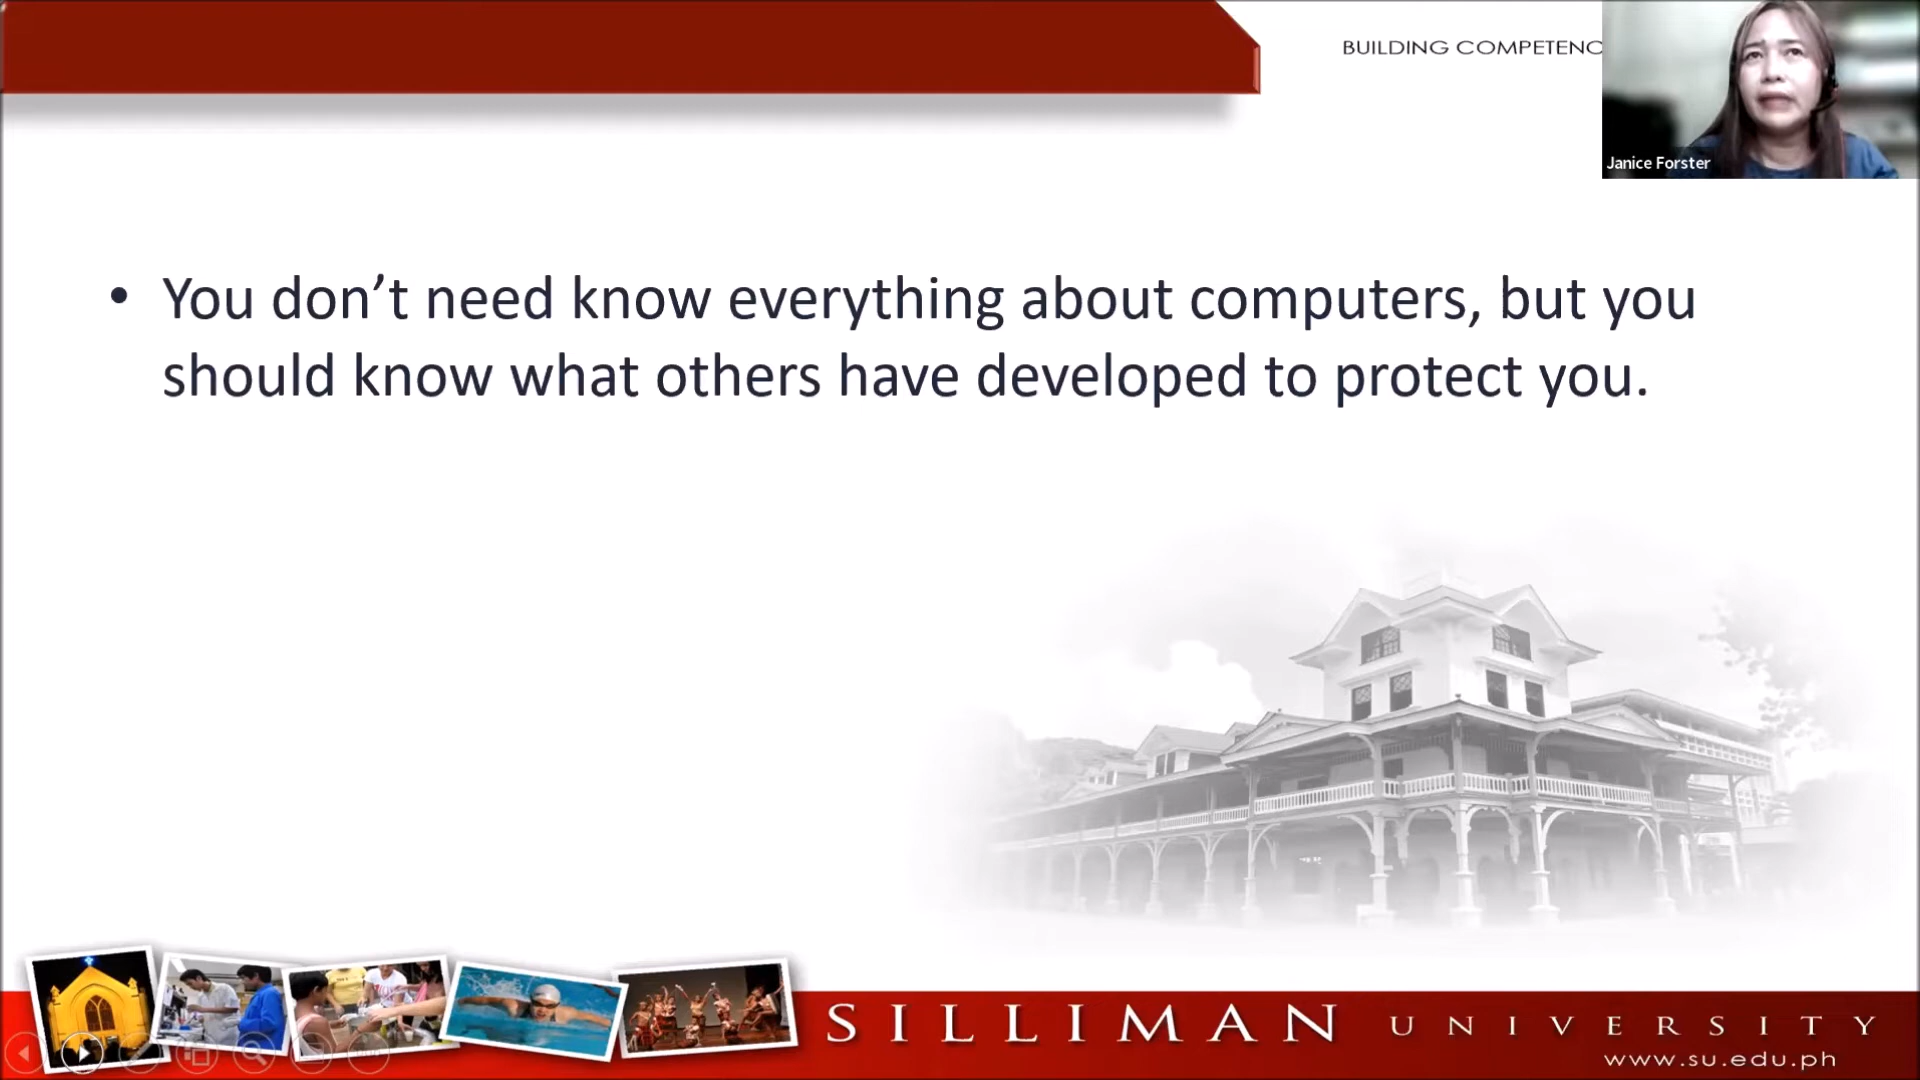 BUILDING COMPETENC
Janice Forster
• You don’t need know everything about computers, but you
should know what others have developed to protect you.
SILLIMAN UNIVERSITY
www.su.edu.ph